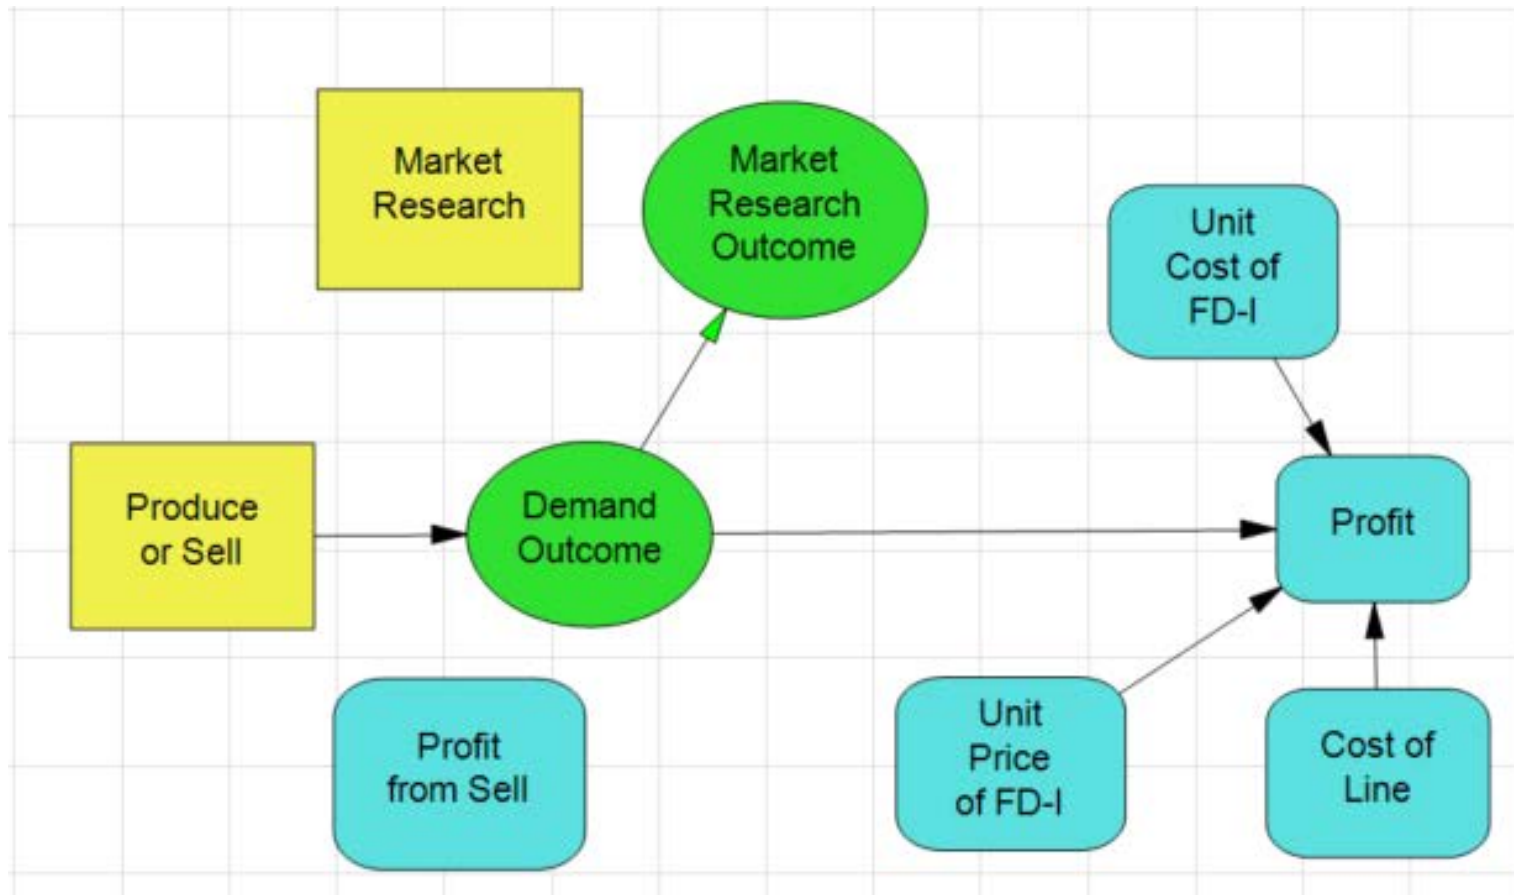 Market
Research
Market
Research
Outcome
Unit
Cost of
FD-I
Produce
or Sell
Demand
Outcome
Profit
Profit
from Sell
Unit
Price
of FD-I
Cost of
Line